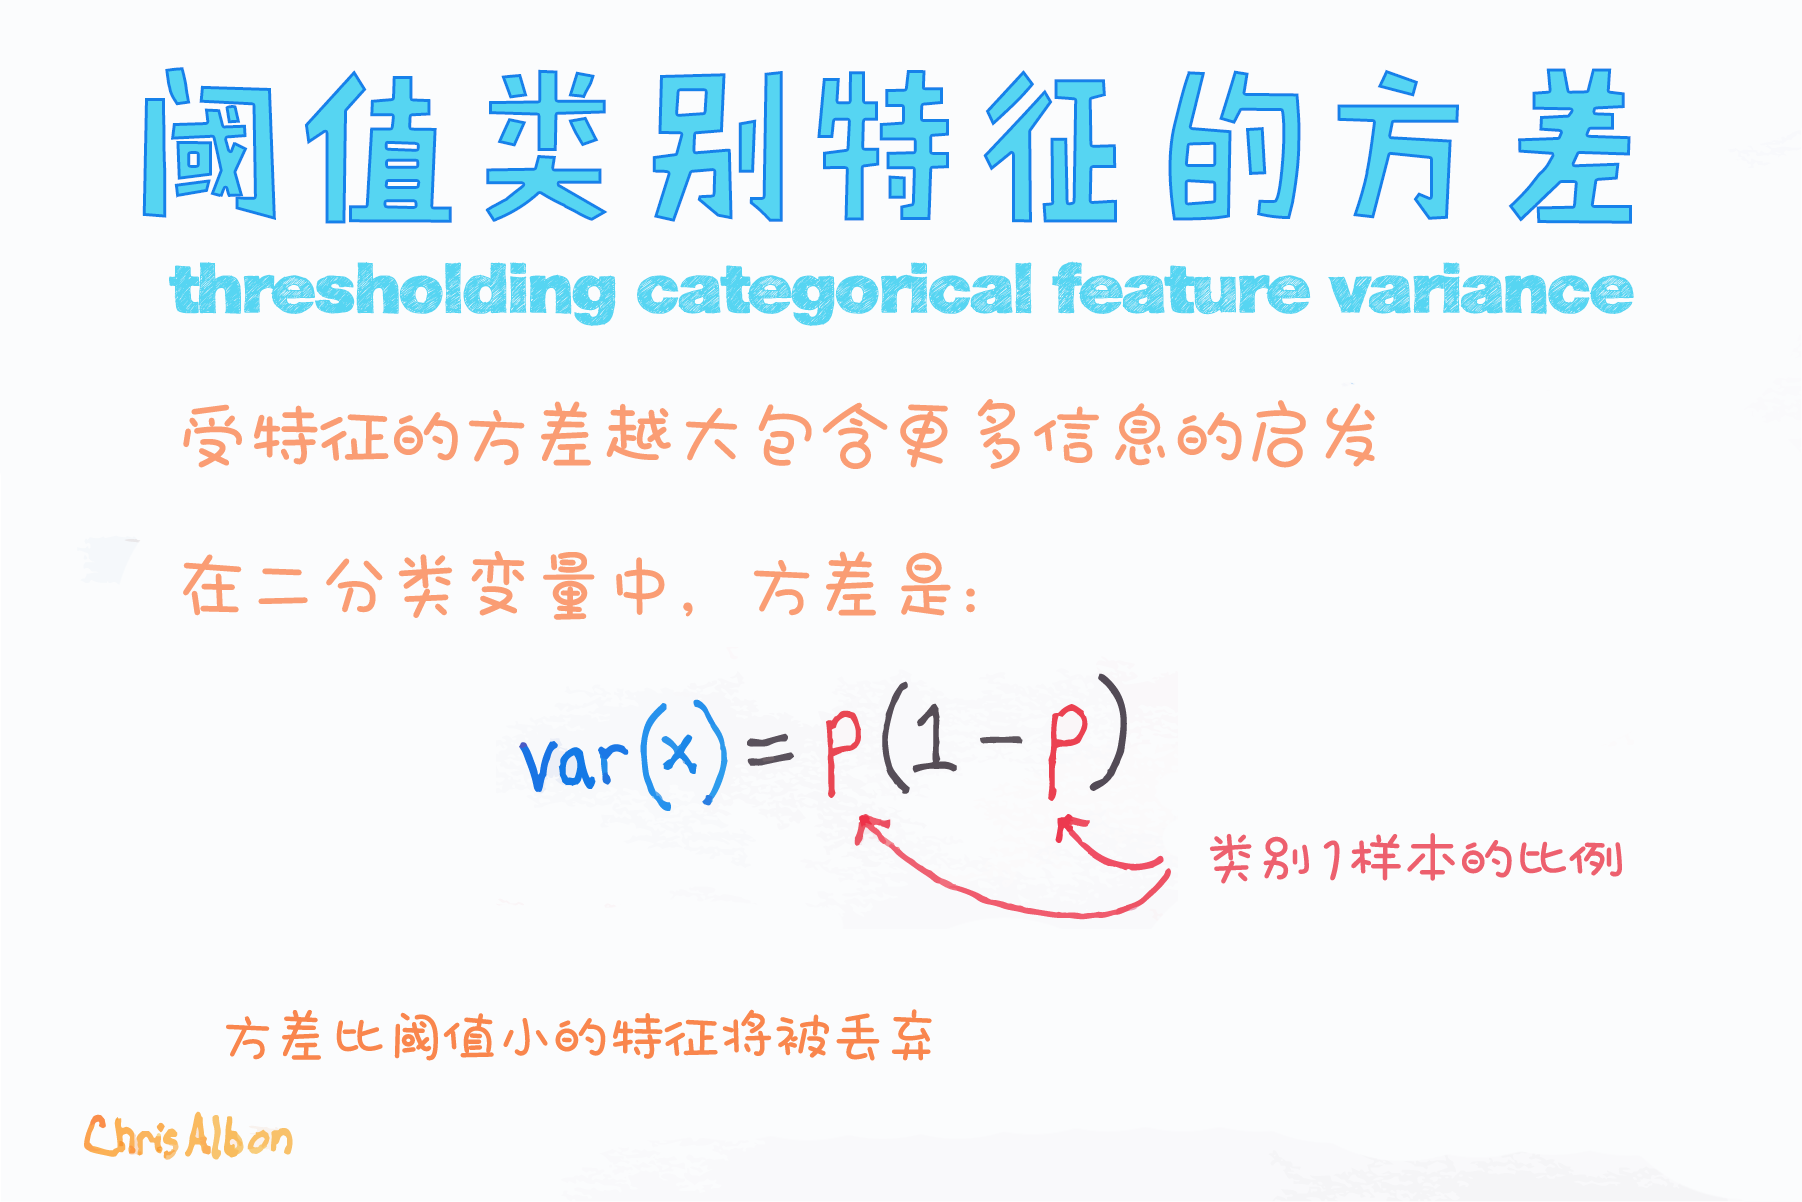 阈值类别特征的方差
thresholding categorical feature variance
受特征的方差越大包含更多信息的启发
在二分类变量中，方差是：
var(x) = p(1 - p)
类别1样本的比例
方差比阈值小的特征将被丢弃
Chris Albon